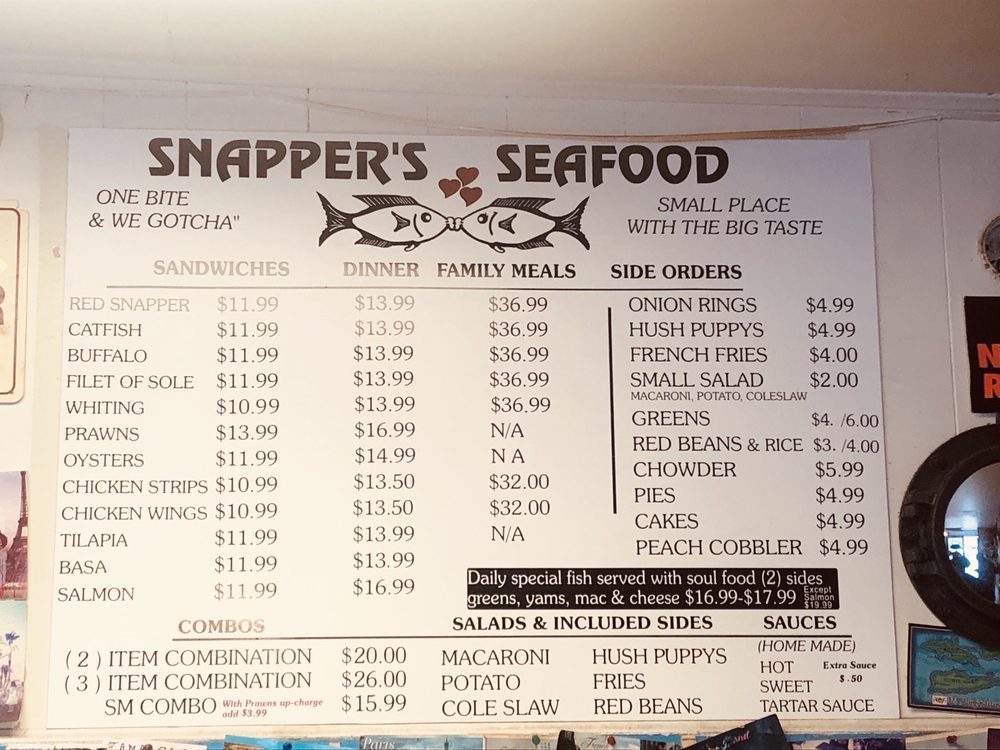 SNAPPER'S SEAFOOD
ONE BITE
& WE GOTCHA"
SMALL PLACE
WITH THE BIG TASTE
SANDWICHES DINNER FAMILY MEALS
RED SNAPPER $11.99 $13.99 $36.99
CATFISH $11.99 $13.99 $36.99
BUFFALO $11.99 $13.99 $36.99
FILET OF SOLE $11.99 $13.99 $36.99
WHITING $10.99 $13.99 $36.99
PRAWNS $13.99 $16.99 N/A
OYSTERS $11.99 $14.99 N A
CHICKEN STRIPS $10.99 $13.50 $32.00
CHICKEN WINGS $10.99 $13.50 $32.00
TILAPIA $11.99 $13.99 N/A
BASA $11.99 $13.99
SALMON $11.99 $16.99
SIDE ORDERS
ONION RINGS $4.99
HUSH PUPPYS $4.99
FRENCH FRIES $4.00
SMALL SALAD $2.00
MACARONI, POTATO, COLESLAW
GREENS $4. /6.00
RED BEANS & RICE $3. /4.00
CHOWDER $5.99
PIES $4.99
CAKES $4.99
PEACH COBBLER $4.99
Daily special fish served with soul food (2) sides
greens, yams, mac & cheese $16.99-$17.99 Except
Salmon
$19.99
COMBOS
( 2 ) ITEM COMBINATION $20.00
( 3 ) ITEM COMBINATION $26.00
SM COMBO With Prawns up-charge
add $3.99 $15.99
SALADS & INCLUDED SIDES
MACARONI HUSH PUPPYS
POTATO FRIES
COLE SLAW RED BEANS
SAUCES
(HOME MADE)
HOT Extra Sauce
SWEET $ .50
TARTAR SAUCE
Paris